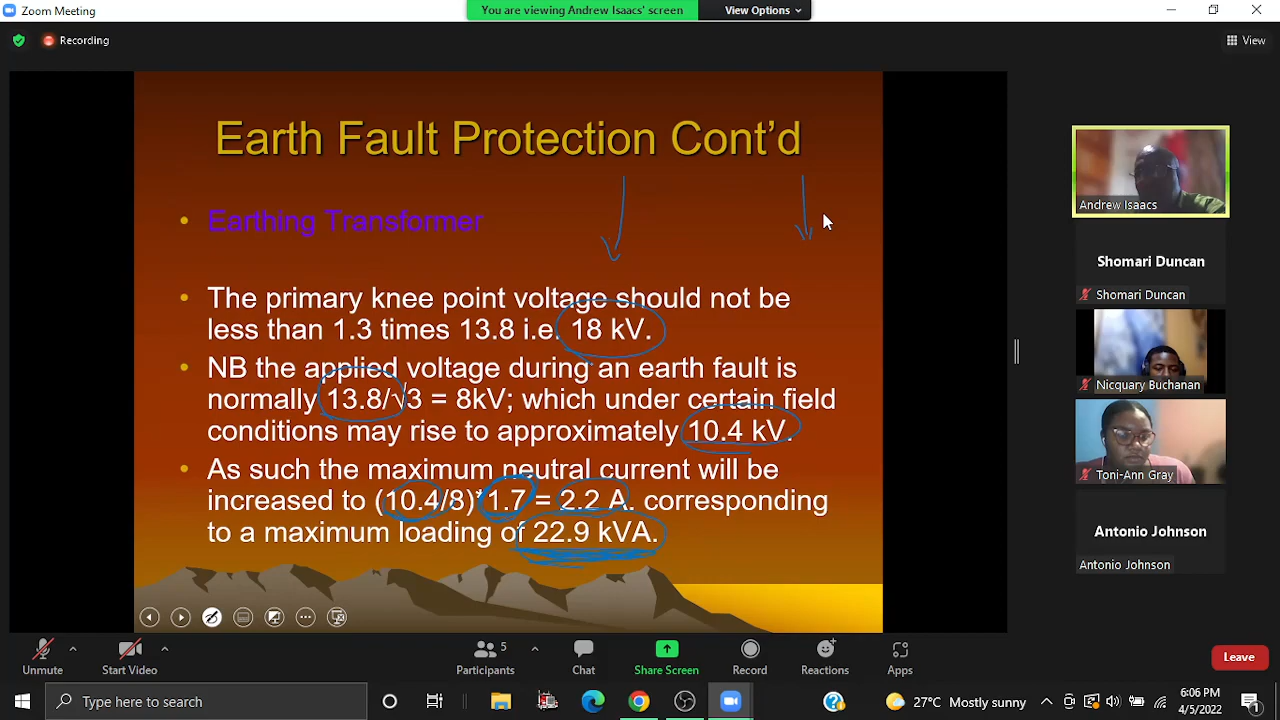 Zoom Meeting
You are viewing Andrew Isaacs' screen
View Options
Recording
View
Earth Fault Protection Cont'd
• Earthing Transformer
• The primary knee point voltage should not be
less than 1.3 times 13.8 i.e. 18 kV.
• NB the applied voltage during an earth fault is
normally 13.8/√3 = 8kV; which under certain field
conditions may rise to approximately 10.4 kV.
• As such the maximum neutral current will be
increased to (10.4/8)*1.7 = 2.2 A. corresponding
to a maximum loading of 22.9 kVA.
Andrew Isaacs
Shomari Duncan
Shomari Duncan
Nicquary Buchanan
Toni-Ann Gray
Antonio Johnson
Antonio Johnson
Unmute
Start Video
5
Participants
Chat
Share Screen
Record
Reactions
Apps
Leave
Type here to search
27°C Mostly sunny
6:06 PM
4/5/2022
1